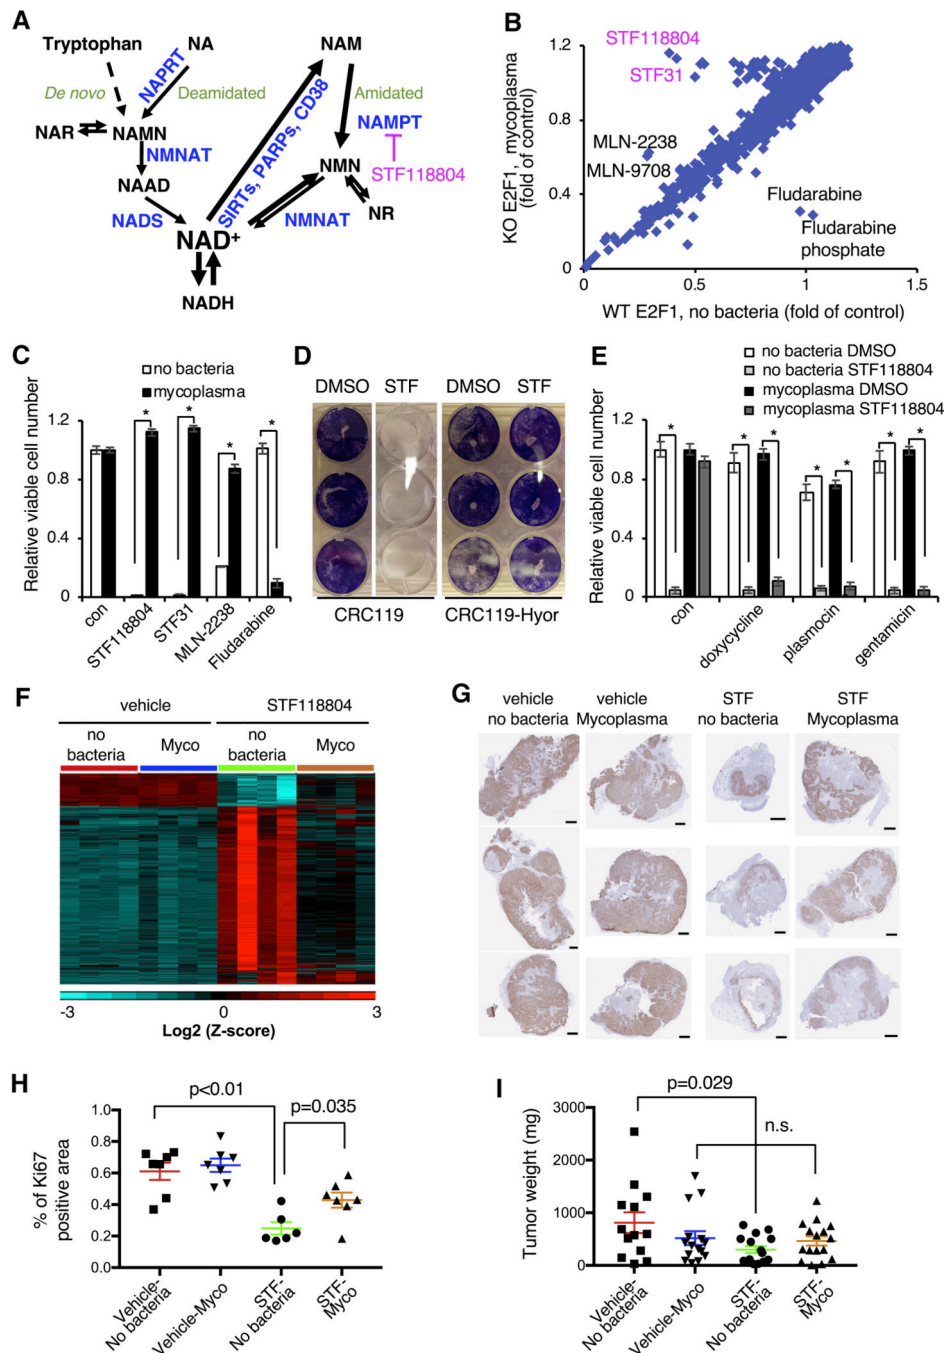 A
Tryptophan
NA
NAM
NAPRT
De novo
Deamidated
SIRTs, PARPs, CD38
Amidated
NAR
NAMN
NAMPT
NMNAT
NMN
STF118804
NAAD
NADS
NMNAT
NR
NAD+
NADH
B
KO E2F1, mycoplasma
(fold of control)
1.2
0.8
0.4
0
STF118804
STF31
MLN-2238
MLN-9708
Fludarabine
Fludarabine
phosphate
0
0.5
1
1.5
WT E2F1, no bacteria (fold of control)
C
no bacteria
mycoplasma
Relative viable cell number
1.2
0.8
0.4
0
* * * *
con
STF118804
STF31
MLN-2238
Fludarabine
D
DMSO STF DMSO STF
CRC119
CRC119-Hyor
E
no bacteria DMSO
no bacteria STF118804
mycoplasma DMSO
mycoplasma STF118804
Relative viable cell number
1.2
0.8
0.4
0
* * * * * * *
con
doxycycline
plasmocin
gentamicin
F
vehicle
STF118804
no
bacteria
Myco
no
bacteria
Myco
-3 0 3
Log2 (Z-score)
G
vehicle
no bacteria
vehicle
Mycoplasma
STF
no bacteria
STF
Mycoplasma
H
p<0.01
p=0.035
% of Ki67
positive area
1.0
0.8
0.6
0.4
0.2
0.0
Vehicle-
No bacteria
Vehicle-Myco
STF-
No bacteria
STF-
Myco
I
p=0.029
n.s.
Tumor weight (mg)
3000
2000
1000
0
Vehicle-
No bacteria
Vehicle-Myco
STF-
No bacteria
STF-
Myco